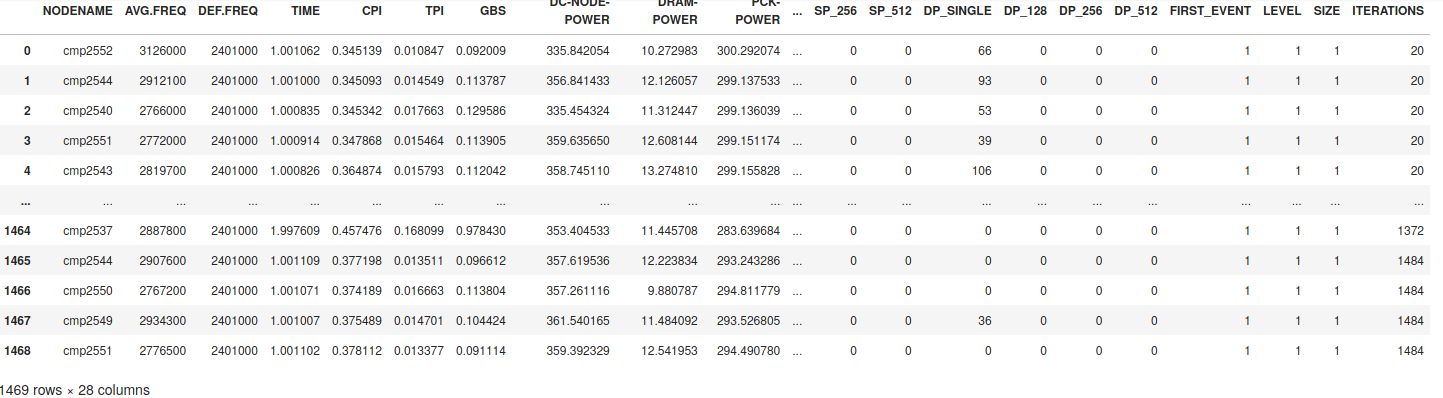 NODENAME AVG.FREQ DEF.FREQ TIME CPI TPI GBS DC-NODE-POWER DRAM-POWER PCK-POWER ... SP_256 SP_512 DP_SINGLE DP_128 DP_256 DP_512 FIRST_EVENT LEVEL SIZE ITERATIONS
0 cmp2552 3126000 2401000 1.001062 0.345139 0.010847 0.092009 335.842054 10.272983 300.292074 ... 0 0 66 0 0 0 1 1 1 20
1 cmp2544 2912100 2401000 1.001000 0.345093 0.014549 0.113787 356.841433 12.126057 299.137533 ... 0 0 93 0 0 0 1 1 1 20
2 cmp2540 2766000 2401000 1.000835 0.345342 0.017663 0.129586 335.454324 11.312447 299.136039 ... 0 0 53 0 0 0 1 1 1 20
3 cmp2551 2772000 2401000 1.000914 0.347868 0.015464 0.113905 359.635650 12.608144 299.151174 ... 0 0 39 0 0 0 1 1 1 20
4 cmp2543 2819700 2401000 1.000826 0.364874 0.015793 0.112042 358.745110 13.274810 299.155828 ... 0 0 106 0 0 0 1 1 1 20
... ... ... ... ... ... ... ... ... ... ... ... ... ... ... ... ... ... ... ... ... ...
1464 cmp2537 2887800 2401000 1.997609 0.457476 0.168099 0.978430 353.404533 11.445708 283.639684 ... 0 0 0 0 0 0 1 1 1 1372
1465 cmp2544 2907600 2401000 1.001109 0.377198 0.013511 0.096612 357.619536 12.223834 293.243286 ... 0 0 0 0 0 0 1 1 1 1484
1466 cmp2550 2767200 2401000 1.001071 0.374189 0.016663 0.113804 357.261116 9.880787 294.811779 ... 0 0 0 0 0 0 1 1 1 1484
1467 cmp2549 2934300 2401000 1.001007 0.375489 0.014701 0.104424 361.540165 11.484092 293.526805 ... 0 0 36 0 0 0 1 1 1 1484
1468 cmp2551 2776500 2401000 1.001102 0.378112 0.013377 0.091114 359.392329 12.541953 294.490780 ... 0 0 0 0 0 0 1 1 1 1484
1469 rows × 28 columns